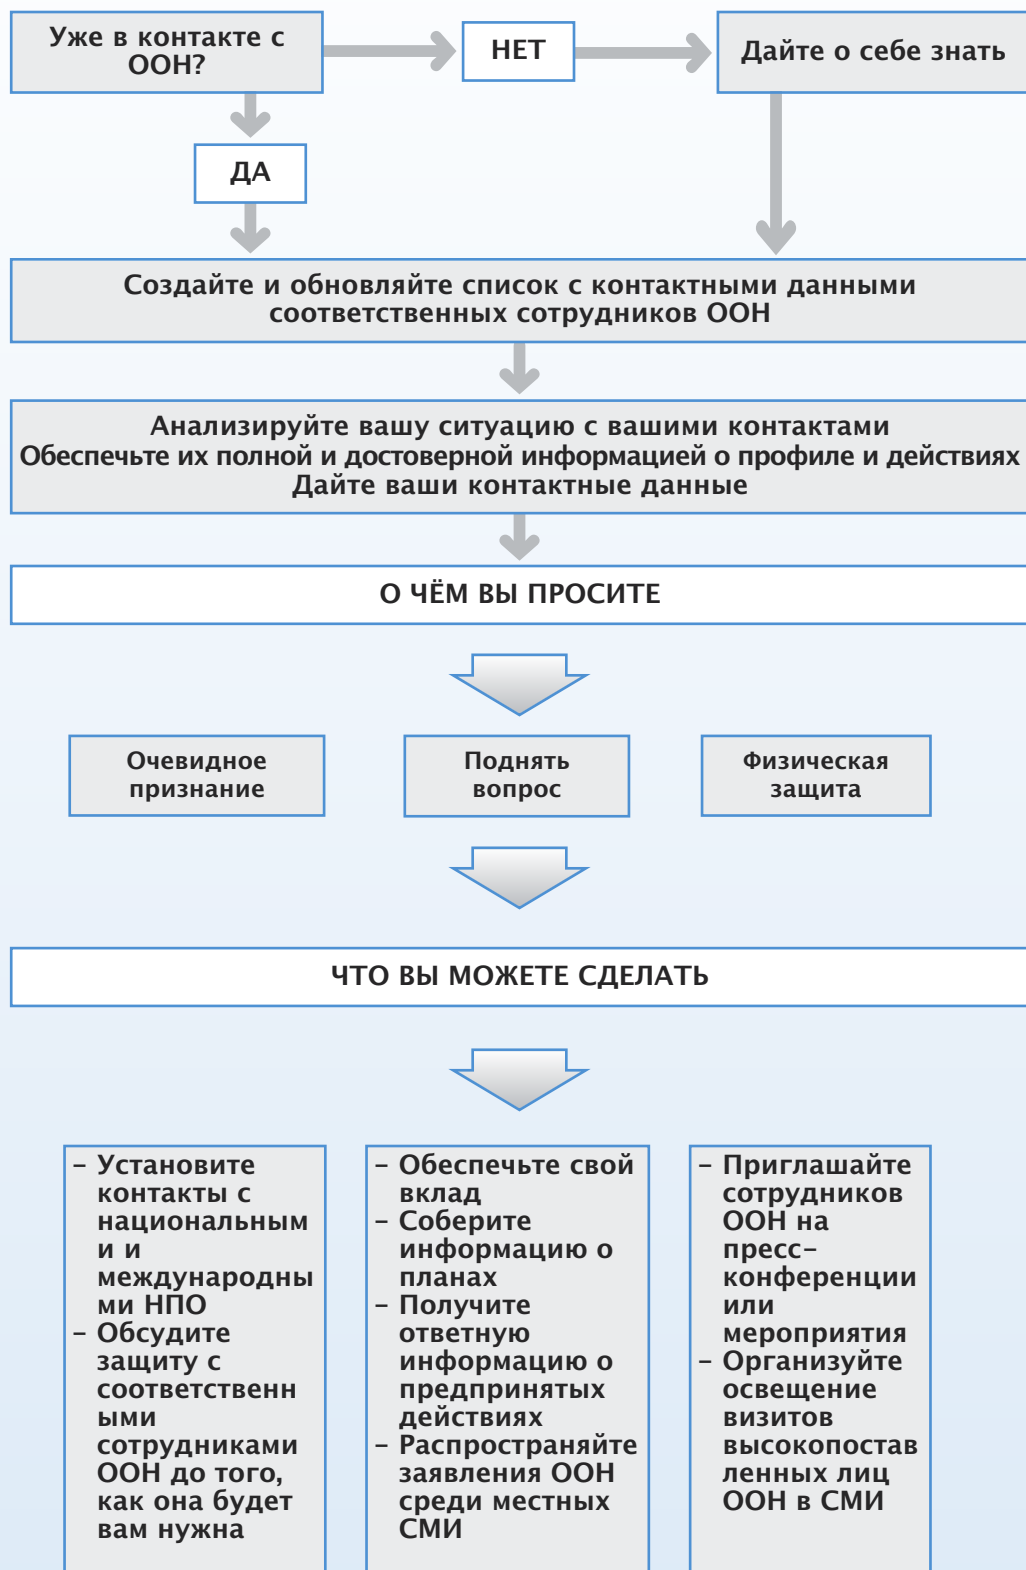 Уже в контакте с
ООН?
НЕТ
Дайте о себе знать
ДА
Создайте и обновляйте список с контактными данными
соответственных сотрудников ООН
Анализируйте вашу ситуацию с вашими контактами
Обеспечьте их полной и достоверной информацией о профиле и действиях
Дайте ваши контактные данные
О ЧЁМ ВЫ ПРОСИТЕ
Очевидное
признание
Поднять
вопрос
Физическая
защита
ЧТО ВЫ МОЖЕТЕ СДЕЛАТЬ
– Установите
контакты с
национальным
и и
международны
ми НПО
– Обсудите
защиту с
соответственн
ыми
сотрудниками
ООН до того,
как она будет
вам нужна
– Обеспечьте свой
вклад
– Соберите
информацию о
планах
– Получите
ответную
информацию о
предпринятых
действиях
– Распространяйте
заявления ООН
среди местных
СМИ
– Приглашайте
сотрудников
ООН на
пресс–
конференции
или
мероприятия
– Организуйте
освещение
визитов
высокопостав
ленных лиц
ООН в СМИ